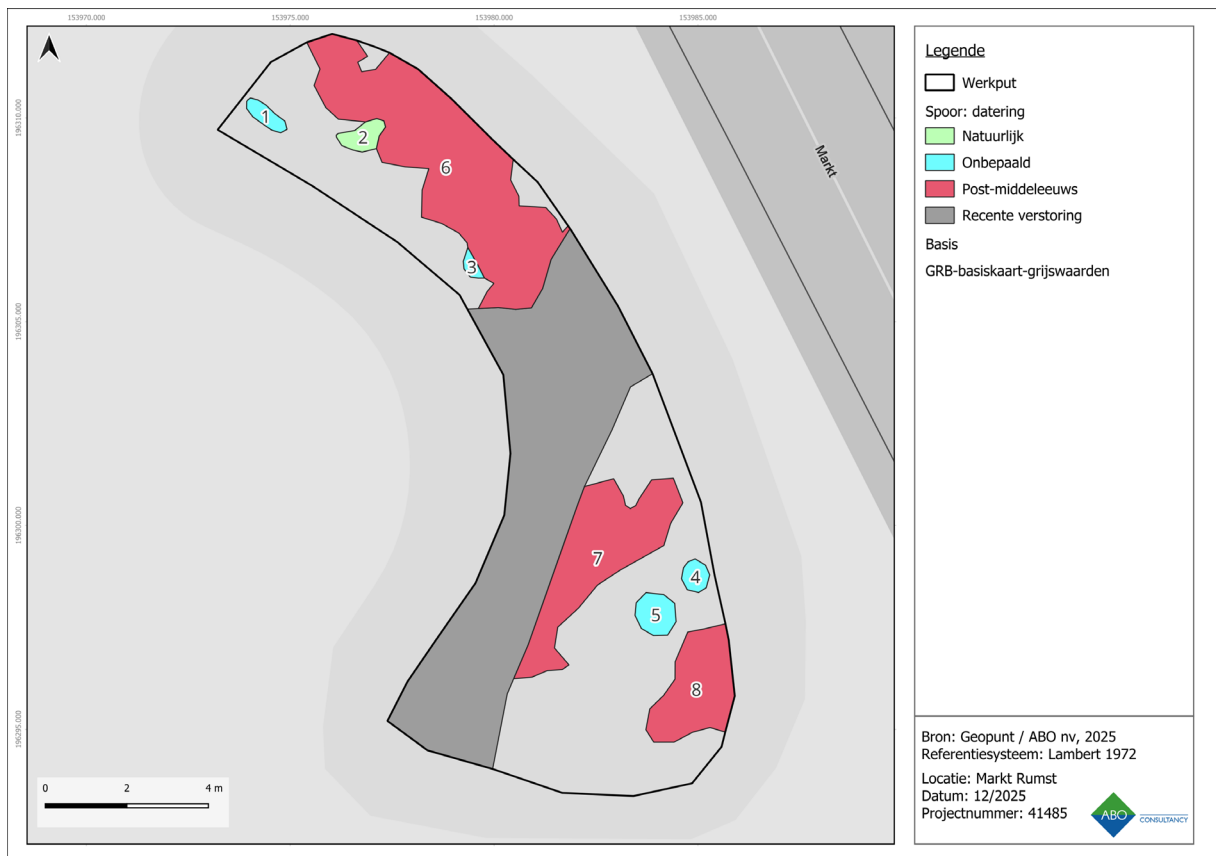 153970.000
153975.000
153980.000
153985.000
196310.000
196305.000
196300.000
196295.000
1
2
6
3
7
4
5
8
Markt
0 2 4 m
Legende
Werkput
Spoor: datering
Natuurlijk
Onbepaald
Post-middeleeuws
Recente verstoring
Basis
GRB-basiskaart-grijswaarden
Bron: Geopunt / ABO nv, 2025
Referentiesysteem: Lambert 1972
Locatie: Markt Rumst
Datum: 12/2025
Projectnummer: 41485
ABO
CONSULTANCY